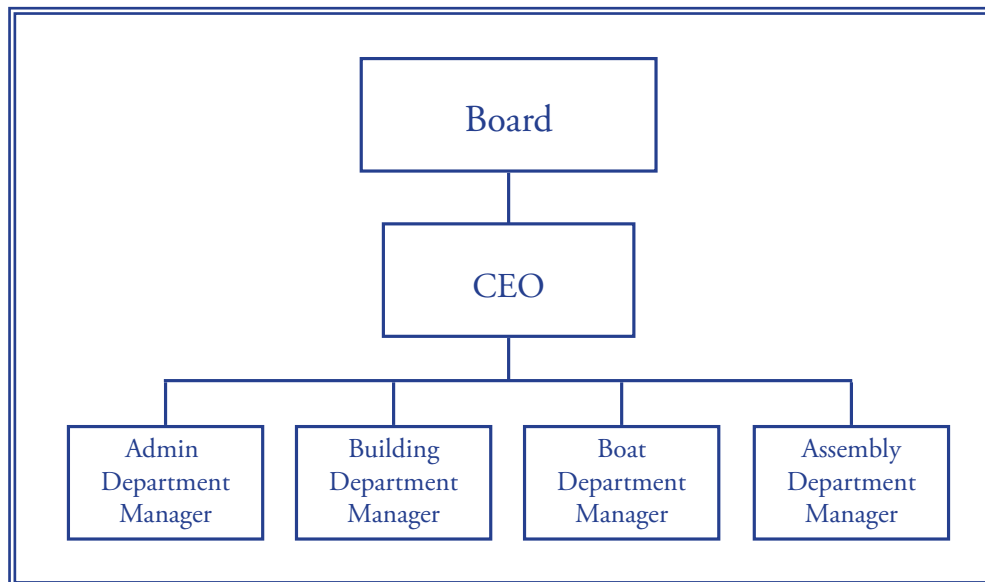 Board
CEO
Admin
Department
Manager
Building
Department
Manager
Boat
Department
Manager
Assembly
Department
Manager